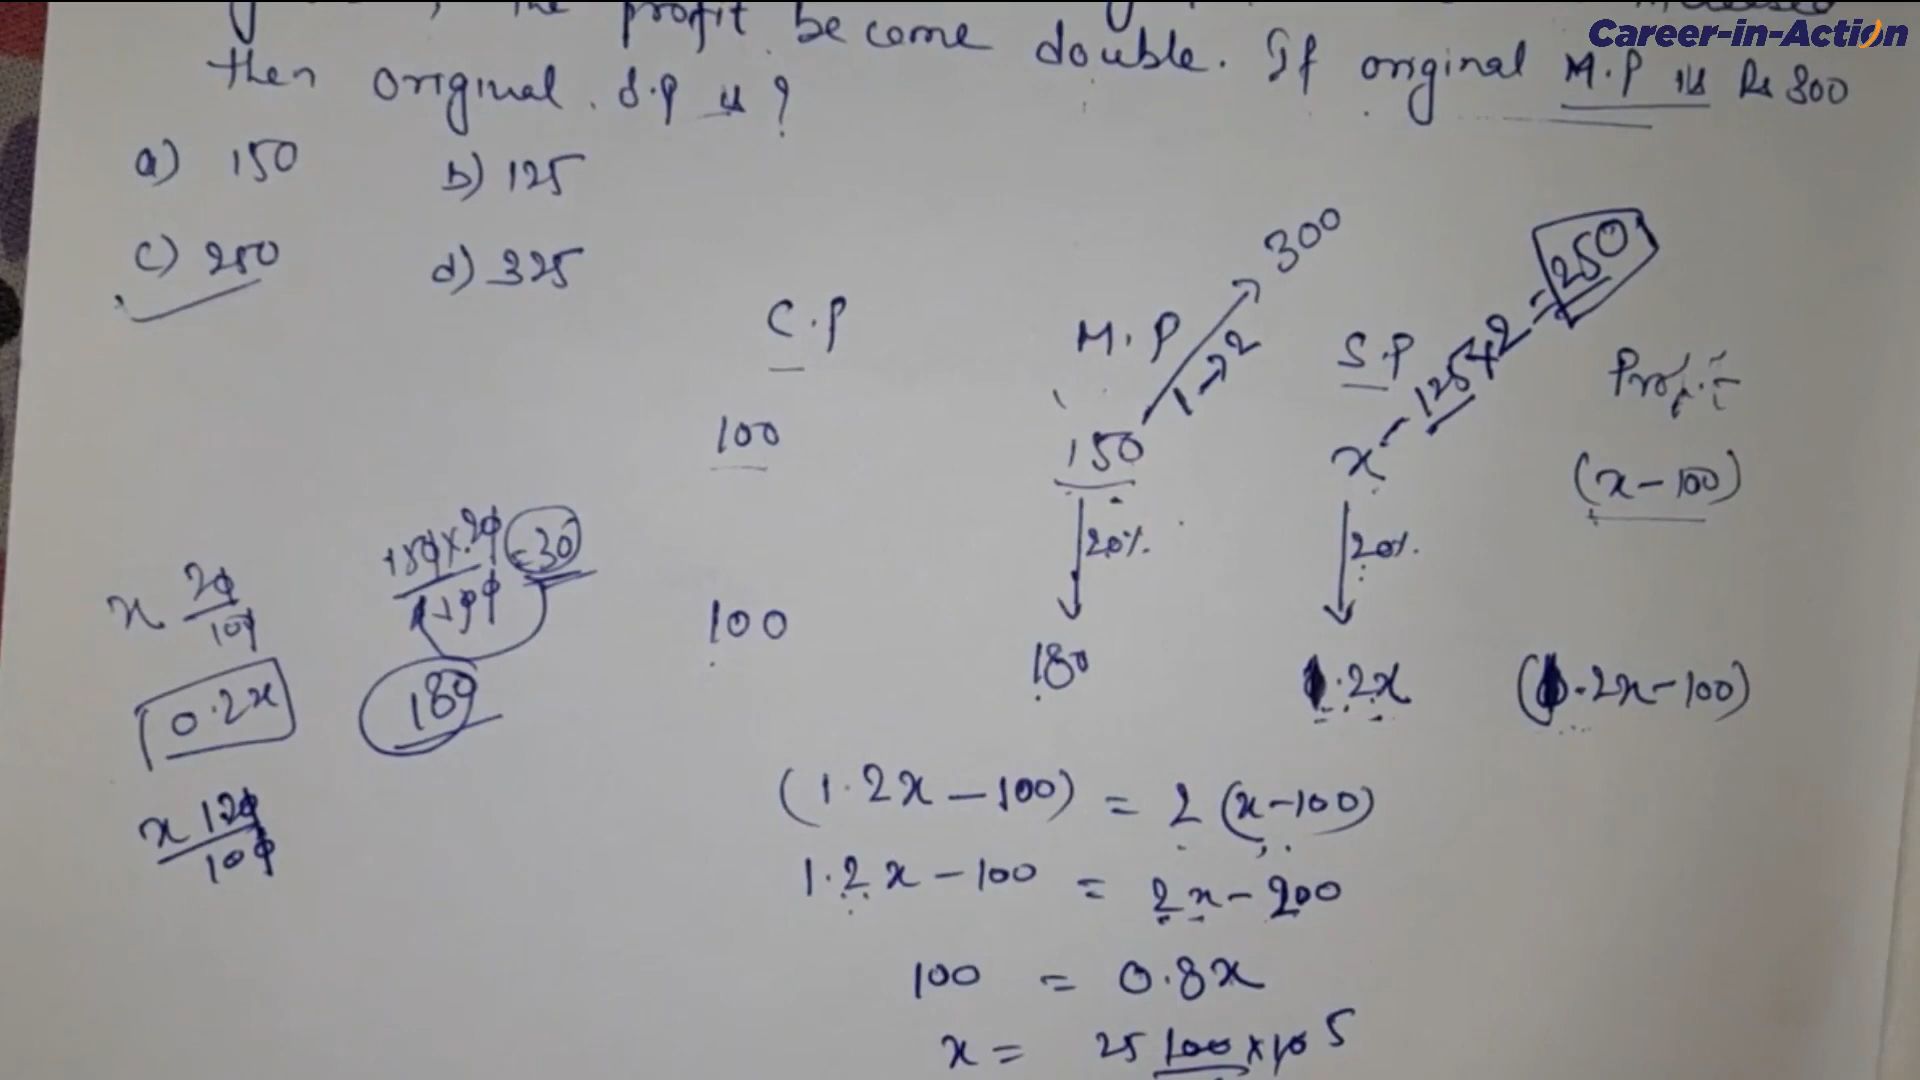 Career-in-Action
the profit become double. If original M.P is Rs 300
then original S.P is ?
a) 150 b) 125
c) 250 d) 325
C.P M.P S.P Profit
1→2 300
125×2 = 250
100 150 x (x-100)
20% 20%
100 180 1.2x (1.2x-100)
x 20/100 150×20/100 = 30
0.2x 180
x 120/100
(1.2x-100) = 2(x-100)
1.2x-100 = 2x-200
100 = 0.8x
x = 25 100×10 5